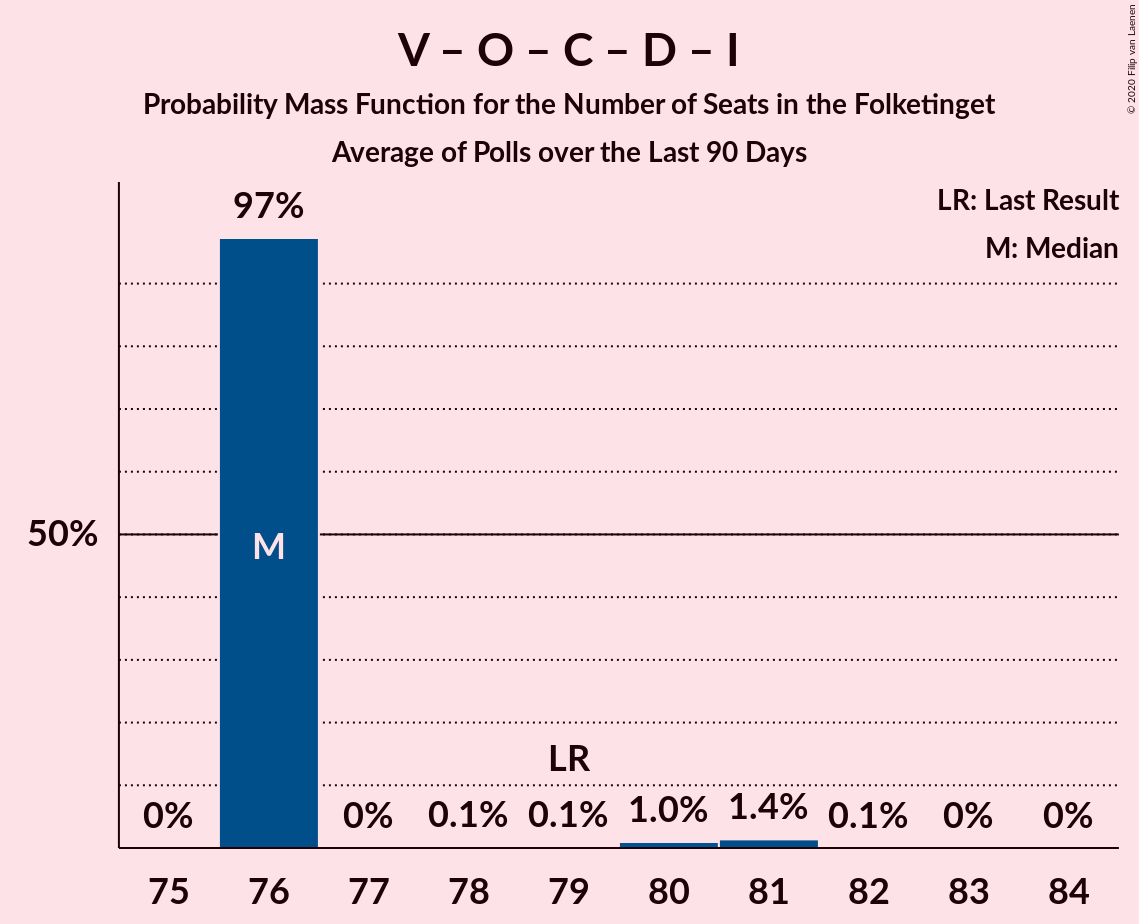 V – O – C – D – I
Probability Mass Function for the Number of Seats in the Folketinget
Average of Polls over the Last 90 Days
© 2020 Filip van Laenen
LR: Last Result
M: Median
97%
50%
M
LR
0%
0%
0.1%
0.1%
1.0%
1.4%
0.1%
0%
0%
75 76 77 78 79 80 81 82 83 84